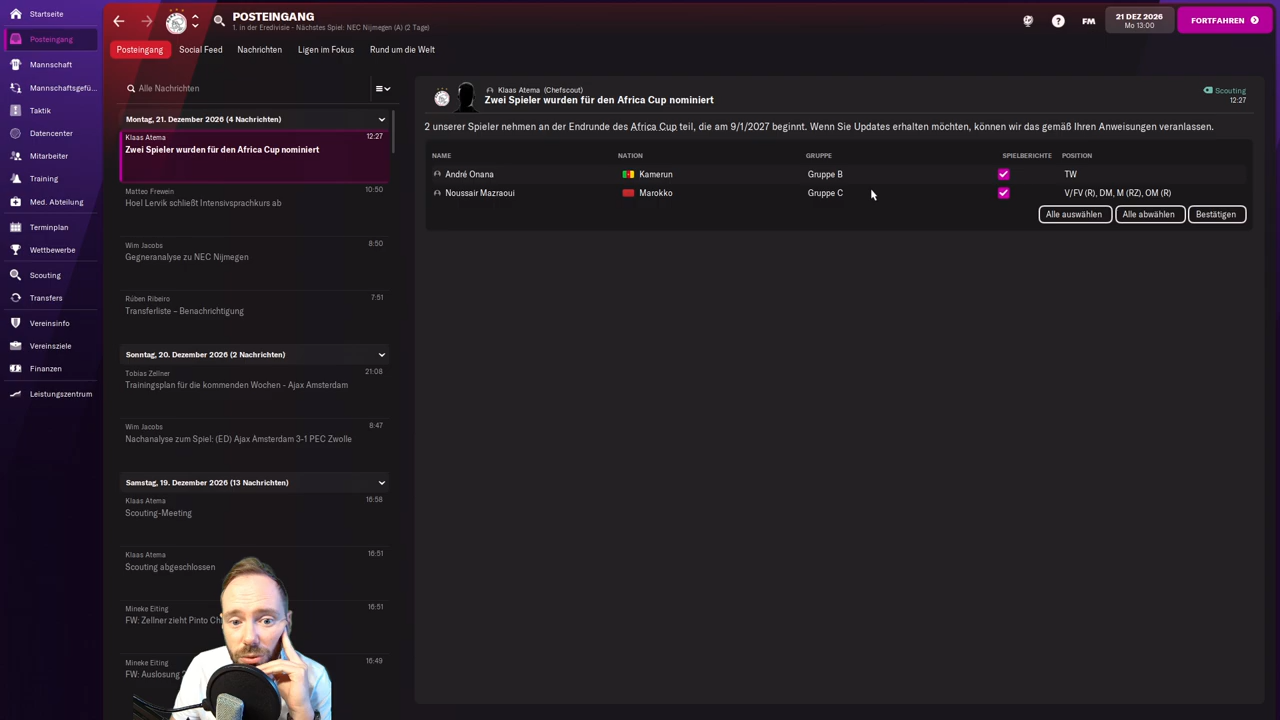 Startseite
Posteingang
Mannschaft
Mannschaftsgefü...
Taktik
Datencenter
Mitarbeiter
Training
Med. Abteilung
Terminplan
Wettbewerbe
Scouting
Transfers
Vereinsinfo
Vereinsziele
Finanzen
Leistungszentrum
POSTEINGANG
1. in der Eredivisie - Nächstes Spiel: NEC Nijmegen (A) (2 Tage)
FM
21 DEZ 2026
Mo 13:00
FORTFAHREN
Posteingang
Social Feed
Nachrichten
Ligen im Fokus
Rund um die Welt
Alle Nachrichten
Montag, 21. Dezember 2026 (4 Nachrichten)
Klaas Atema 12:27
Zwei Spieler wurden für den Africa Cup nominiert
Matteo Frewein 10:50
Hoel Lervik schließt Intensivsprachkurs ab
Wim Jacobs 8:50
Gegneranalyse zu NEC Nijmegen
Rúben Ribeiro 7:51
Transferliste – Benachrichtigung
Sonntag, 20. Dezember 2026 (2 Nachrichten)
Tobias Zellner 21:08
Trainingsplan für die kommenden Wochen - Ajax Amsterdam
Wim Jacobs 8:47
Nachanalyse zum Spiel: (ED) Ajax Amsterdam 3-1 PEC Zwolle
Samstag, 19. Dezember 2026 (13 Nachrichten)
Klaas Atema 16:58
Scouting-Meeting
Klaas Atema 16:51
Scouting abgeschlossen
Mineke Elting 16:51
FW: Zellner zieht Pinto
Mineke Elting 16:49
FW: Auslosung
Klaas Atema (Chefscout)
Zwei Spieler wurden für den Africa Cup nominiert
Scouting
12:27
2 unserer Spieler nehmen an der Endrunde des Africa Cup teil, die am 9/1/2027 beginnt. Wenn Sie Updates erhalten möchten, können wir das gemäß Ihren Anweisungen veranlassen.
NAME NATION GRUPPE SPIELBERICHTE POSITION
André Onana Kamerun Gruppe B TW
Noussair Mazraoui Marokko Gruppe C V/FV (R), DM, M (RZ), OM (R)
Alle auswählen Alle abwählen Bestätigen